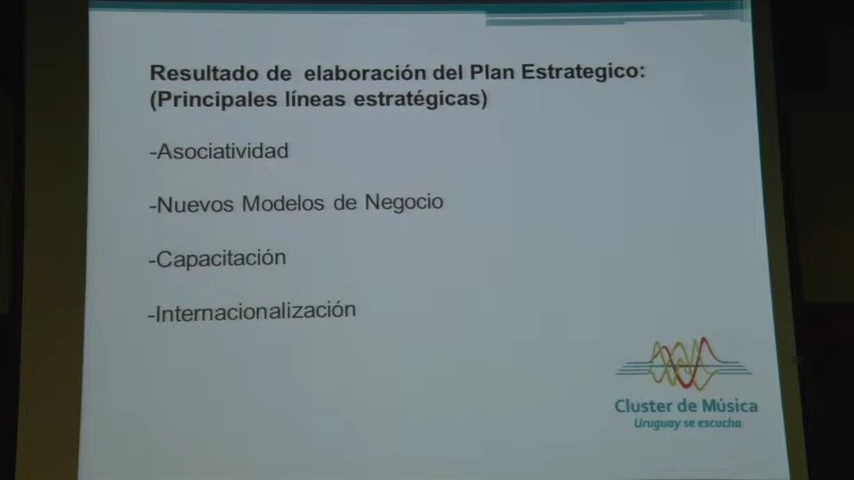 Resultado de elaboración del Plan Estrategico:
(Principales líneas estratégicas)
-Asociatividad
-Nuevos Modelos de Negocio
-Capacitación
-Internacionalización
Cluster de Música
Uruguay se escucha